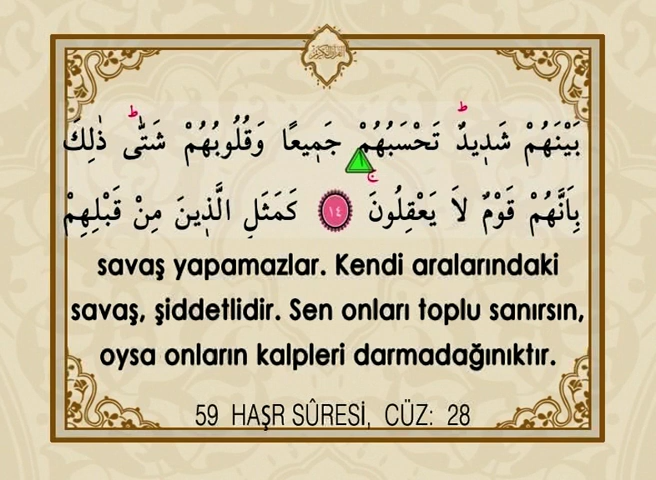 بَيْنَهُمْ شَد۪يدٌۜ تَحْسَبُهُمْ جَم۪يعًا وَقُلُوبُهُمْ شَتّٰىۜ ذٰلِكَ
بِاَنَّهُمْ قَوْمٌ لَا يَعْقِلُونَۚ ﴿١٤﴾ كَمَثَلِ الَّذ۪ينَ مِنْ قَبْلِهِمْ
savaş yapamazlar. Kendi aralarındaki
savaş, şiddetlidir. Sen onları toplu sanırsın,
oysa onların kalpleri darmadağınıktır.
59 HAŞR SÛRESİ, CÜZ: 28